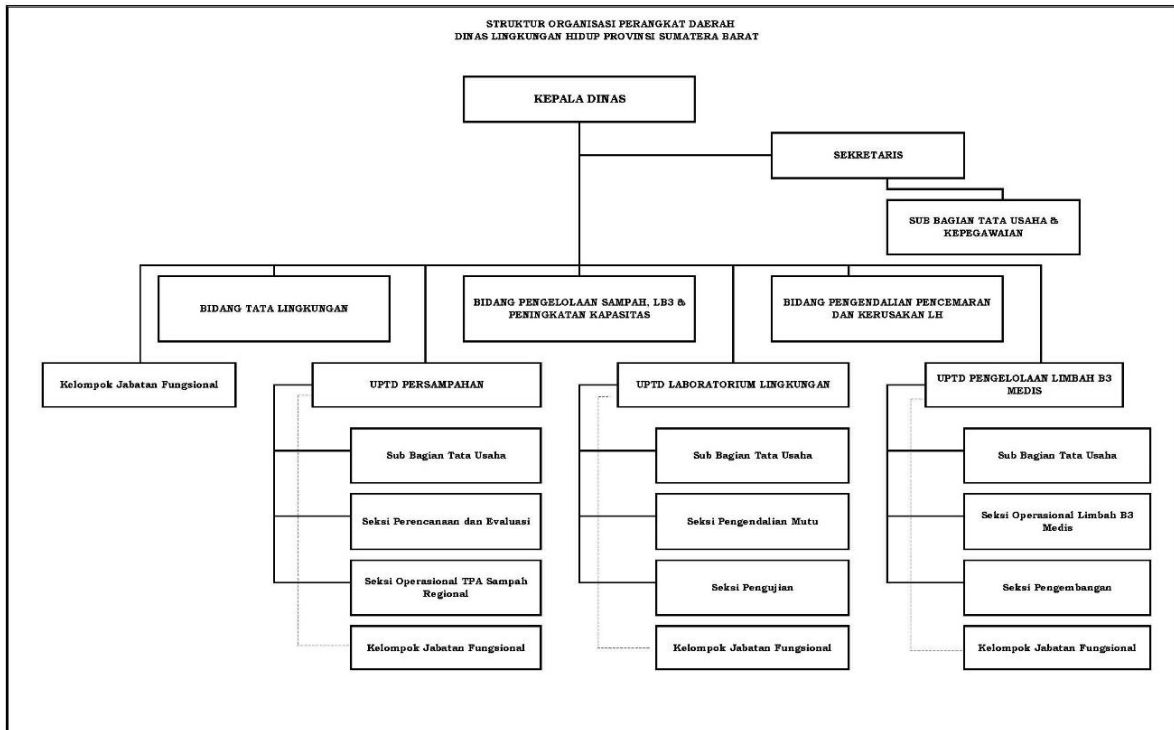 STRUKTUR ORGANISASI PERANGKAT DAERAH
DINAS LINGKUNGAN HIDUP PROVINSI SUMATERA BARAT
KEPALA DINAS
SEKRETARIS
SUB BAGIAN TATA USAHA &
KEPEGAWAIAN
BIDANG TATA LINGKUNGAN
BIDANG PENGELOLAAN SAMPAH, LB3 &
PENINGKATAN KAPASITAS
BIDANG PENGENDALIAN PENCEMARAN
DAN KERUSAKAN LH
Kelompok Jabatan Fungsional
UPTD PERSAMPAHAN
UPTD LABORATORIUM LINGKUNGAN
UPTD PENGELOLAAN LIMBAH B3
MEDIS
Sub Bagian Tata Usaha
Sub Bagian Tata Usaha
Sub Bagian Tata Usaha
Seksi Perencanaan dan Evaluasi
Seksi Pengendalian Mutu
Seksi Operasional Limbah B3
Medis
Seksi Operasional TPA Sampah
Regional
Seksi Pengujian
Seksi Pengembangan
Kelompok Jabatan Fungsional
Kelompok Jabatan Fungsional
Kelompok Jabatan Fungsional